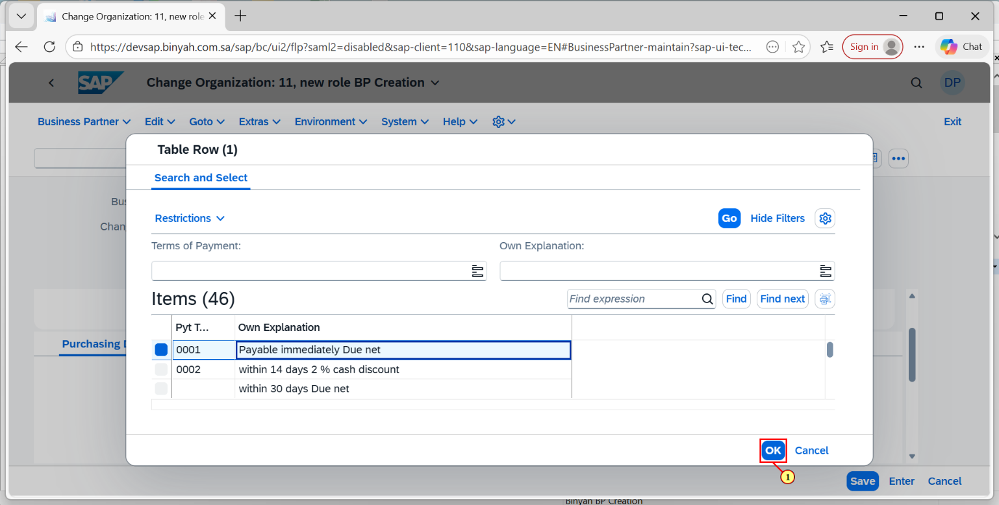 Change Organization: 11, new role
https://devsap.binyah.com.sa/sap/bc/ui2/flp?saml2=disabled&sap-client=110&sap-language=EN#BusinessPartner-maintain?sap-ui-tec...
Sign in
Chat
SAP
Change Organization: 11, new role BP Creation
DP
Business Partner
Edit
Goto
Extras
Environment
System
Help
Exit
Table Row (1)
Search and Select
Bus
Chan
Restrictions
Go
Hide Filters
Terms of Payment:
Own Explanation:
Items (46)
Find expression
Find
Find next
Pyt T...
Own Explanation
0001
Payable immediately Due net
0002
within 14 days 2 % cash discount
within 30 days Due net
Purchasing
OK
Cancel
1
Save
Enter
Cancel
Binyah BP Creation